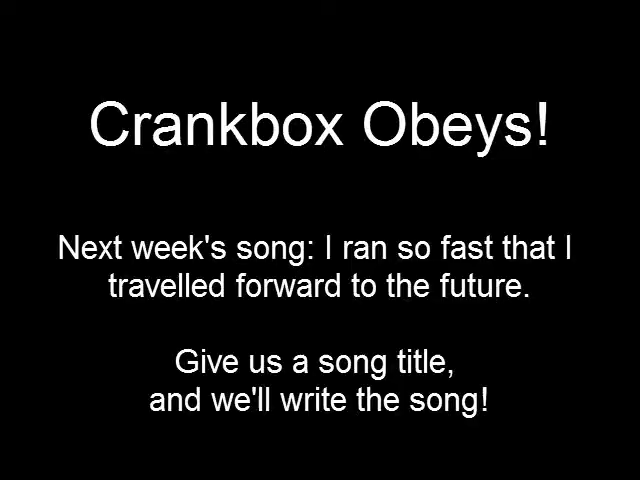 Crankbox Obeys!
Next week's song: I ran so fast that I
travelled forward to the future.
Give us a song title,
and we'll write the song!